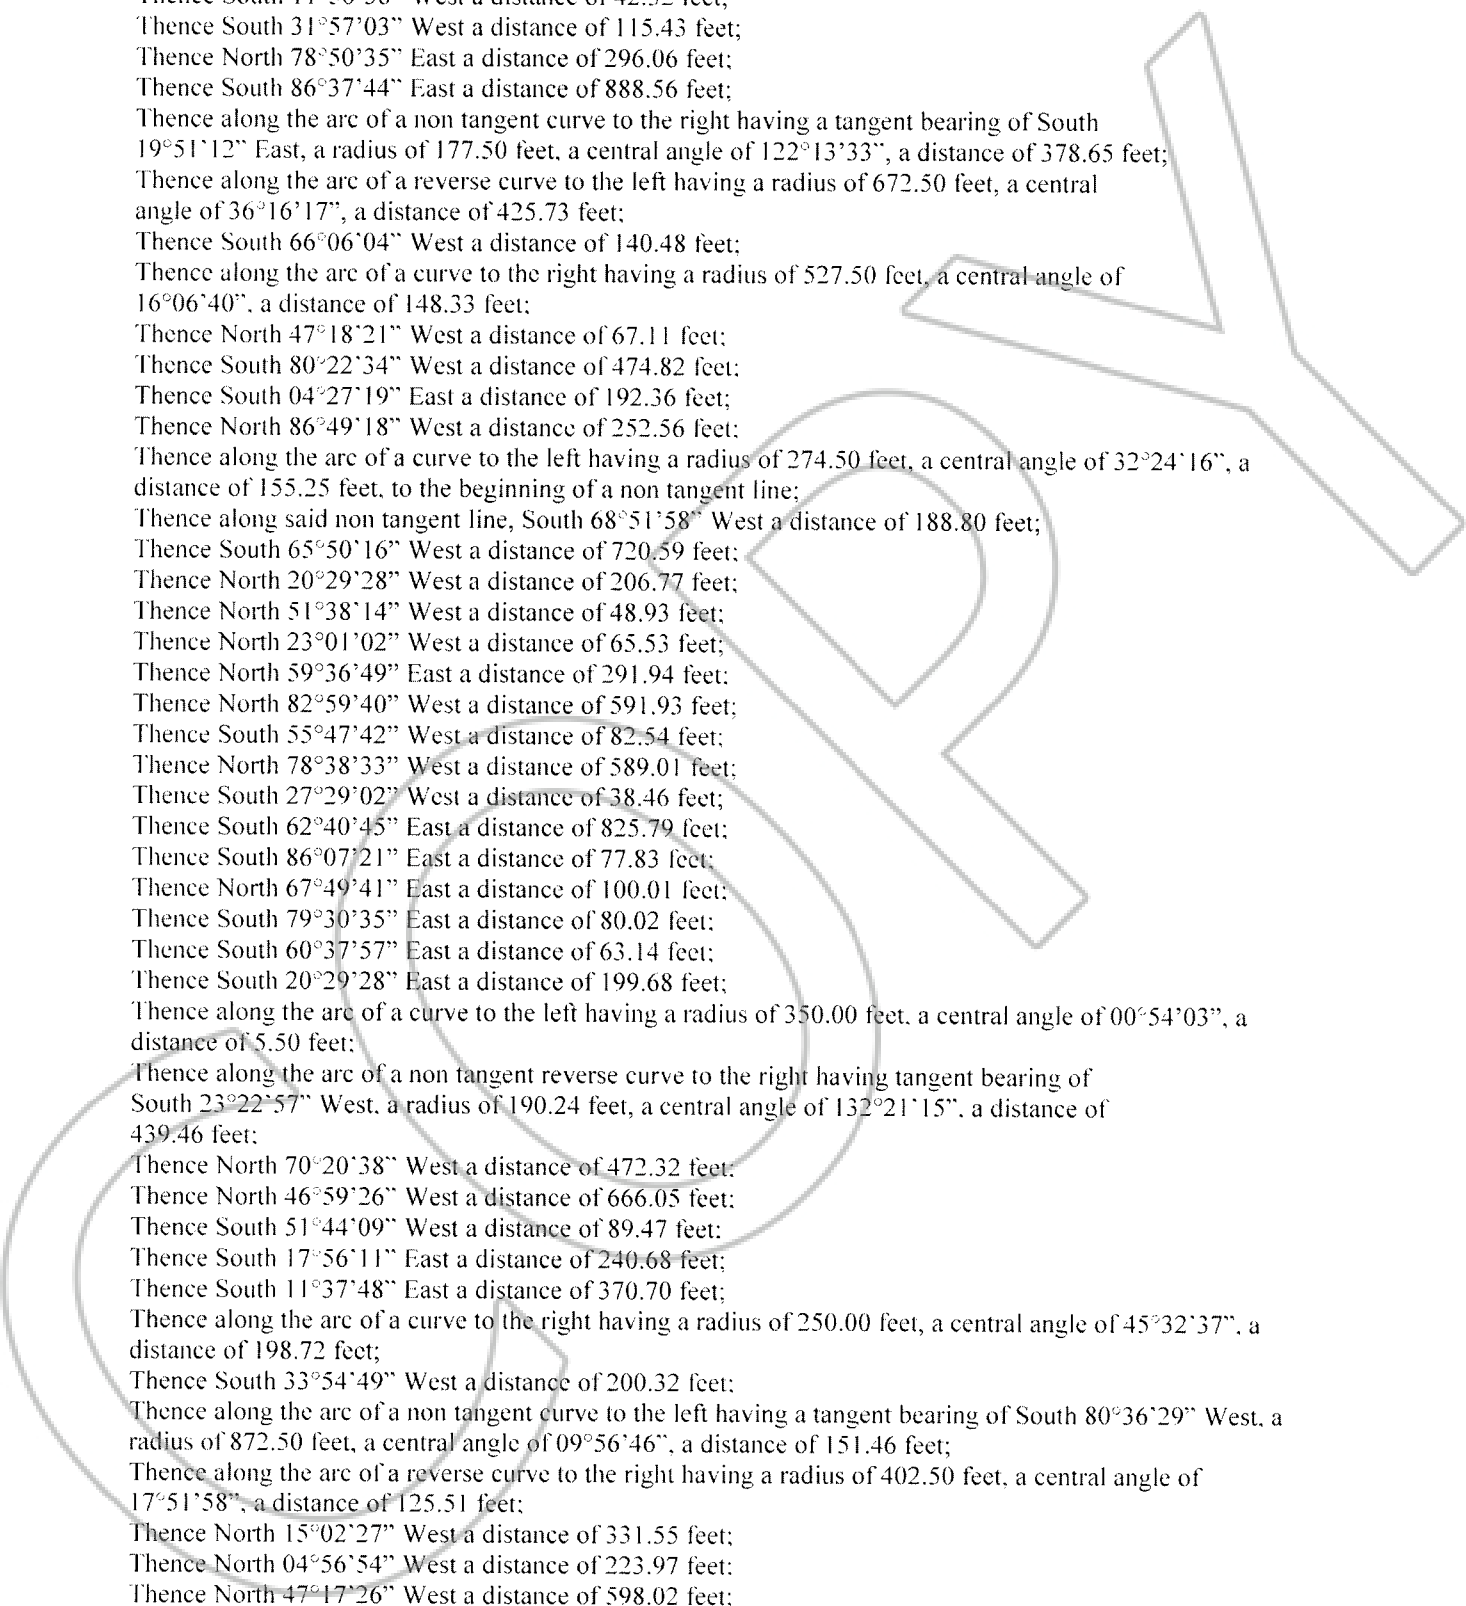 Thence South 31°57'03" West a distance of 115.43 feet;
Thence North 78°50'35" East a distance of 296.06 feet;
Thence South 86°37'44" East a distance of 888.56 feet;
Thence along the arc of a non tangent curve to the right having a tangent bearing of South
19°51'12" East, a radius of 177.50 feet, a central angle of 122°13'33", a distance of 378.65 feet;
Thence along the arc of a reverse curve to the left having a radius of 672.50 feet, a central
angle of 36°16'17", a distance of 425.73 feet;
Thence South 66°06'04" West a distance of 140.48 feet;
Thence along the arc of a curve to the right having a radius of 527.50 feet, a central angle of
16°06'40", a distance of 148.33 feet;
Thence North 47°18'21" West a distance of 67.11 feet;
Thence South 80°22'34" West a distance of 474.82 feet;
Thence South 04°27'19" East a distance of 192.36 feet;
Thence North 86°49'18" West a distance of 252.56 feet;
Thence along the arc of a curve to the left having a radius of 274.50 feet, a central angle of 32°24'16", a
distance of 155.25 feet, to the beginning of a non tangent line;
Thence along said non tangent line, South 68°51'58" West a distance of 188.80 feet;
Thence South 65°50'16" West a distance of 720.59 feet;
Thence North 20°29'28" West a distance of 206.77 feet;
Thence North 51°38'14" West a distance of 48.93 feet;
Thence North 23°01'02" West a distance of 65.53 feet;
Thence North 59°36'49" East a distance of 291.94 feet;
Thence North 82°59'40" West a distance of 591.93 feet;
Thence South 55°47'42" West a distance of 82.54 feet;
Thence North 78°38'33" West a distance of 589.01 feet;
Thence South 27°29'02" West a distance of 38.46 feet;
Thence South 62°40'45" East a distance of 825.79 feet;
Thence South 86°07'21" East a distance of 77.83 feet;
Thence North 67°49'41" East a distance of 100.01 feet;
Thence South 79°30'35" East a distance of 80.02 feet;
Thence South 60°37'57" East a distance of 63.14 feet;
Thence South 20°29'28" East a distance of 199.68 feet;
Thence along the arc of a curve to the left having a radius of 350.00 feet, a central angle of 00°54'03", a
distance of 5.50 feet;
Thence along the arc of a non tangent reverse curve to the right having tangent bearing of
South 23°22'57" West, a radius of 190.24 feet, a central angle of 132°21'15", a distance of
439.46 feet;
Thence North 70°20'38" West a distance of 472.32 feet;
Thence North 46°59'26" West a distance of 666.05 feet;
Thence South 51°44'09" West a distance of 89.47 feet;
Thence South 17°56'11" East a distance of 240.68 feet;
Thence South 11°37'48" East a distance of 370.70 feet;
Thence along the arc of a curve to the right having a radius of 250.00 feet, a central angle of 45°32'37", a
distance of 198.72 feet;
Thence South 33°54'49" West a distance of 200.32 feet;
Thence along the arc of a non tangent curve to the left having a tangent bearing of South 80°36'29" West, a
radius of 872.50 feet, a central angle of 09°56'46", a distance of 151.46 feet;
Thence along the arc of a reverse curve to the right having a radius of 402.50 feet, a central angle of
17°51'58", a distance of 125.51 feet;
Thence North 15°02'27" West a distance of 331.55 feet;
Thence North 04°56'54" West a distance of 223.97 feet;
Thence North 47°17'26" West a distance of 598.02 feet;
COPY